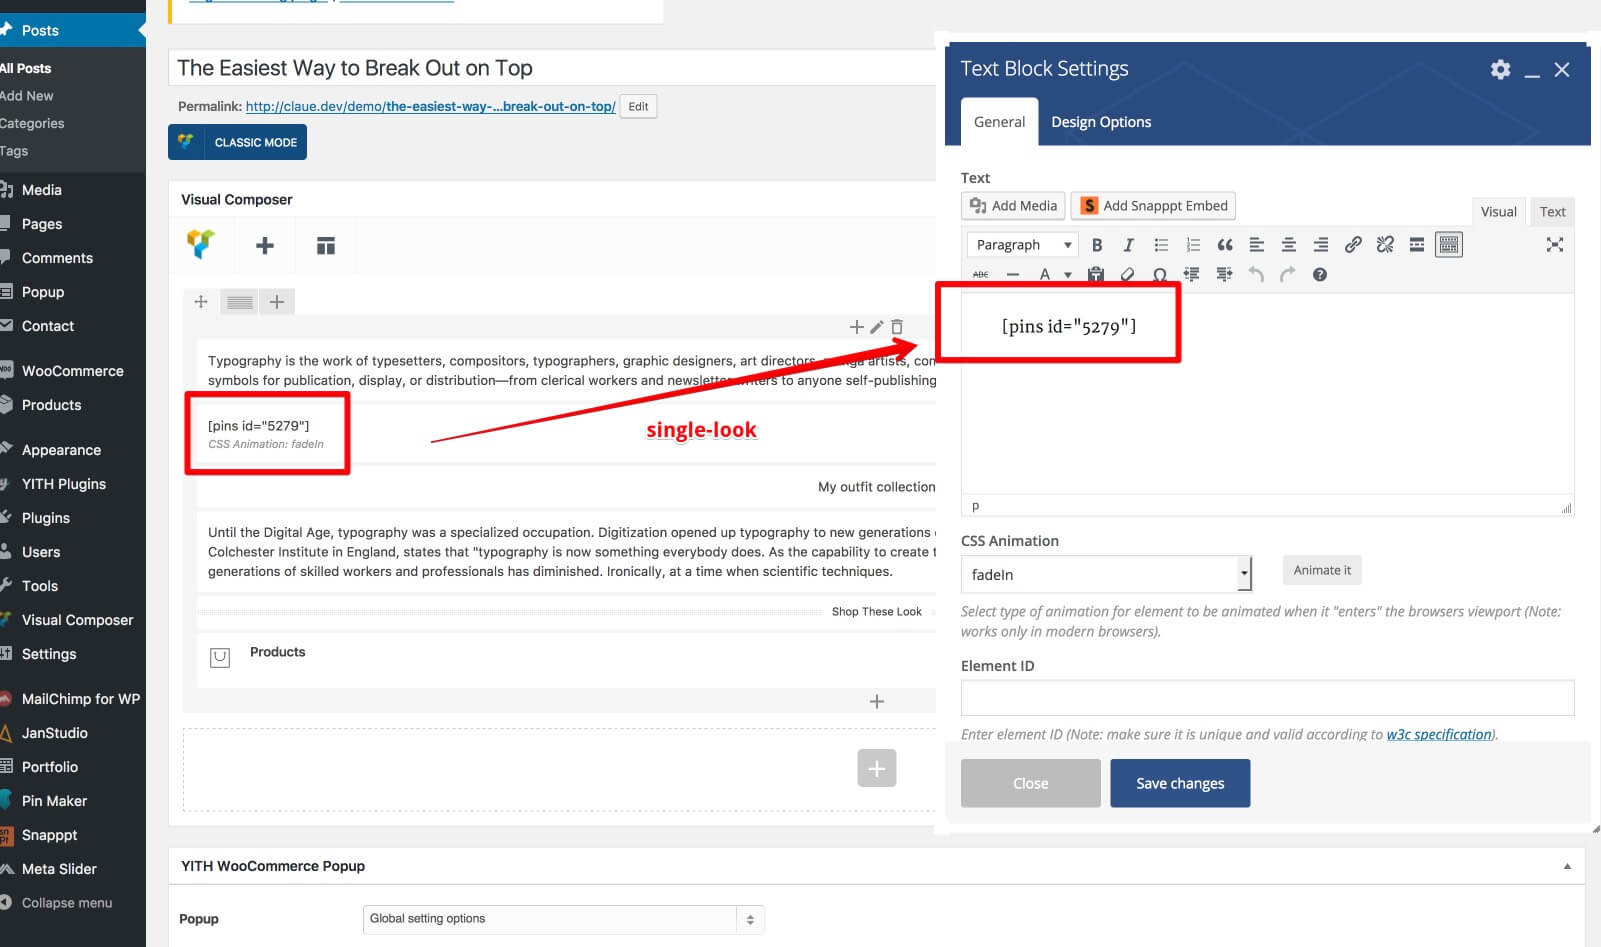 Posts
All Posts
Add New
Categories
Tags
Media
Pages
Comments
Popup
Contact
WooCommerce
Products
Appearance
YITH Plugins
Plugins
Users
Tools
Visual Composer
Settings
MailChimp for WP
JanStudio
Portfolio
Pin Maker
Snapppt
Meta Slider
Collapse menu
The Easiest Way to Break Out on Top
Permalink: http://claue.dev/demo/the-easiest-way-...break-out-on-top/ Edit
CLASSIC MODE
Visual Composer
Typography is the work of typesetters, compositors, typographers, graphic designers, art directors, manga artists, com
symbols for publication, display, or distribution—from clerical workers and newsletter writers to anyone self-publishing
[pins id="5279"]
CSS Animation: fadeIn
single-look
My outfit collection
Until the Digital Age, typography was a specialized occupation. Digitization opened up typography to new generations
Colchester Institute in England, states that "typography is now something everybody does. As the capability to create t
generations of skilled workers and professionals has diminished. Ironically, at a time when scientific techniques.
Shop These Look
Products
YITH WooCommerce Popup
Popup Global setting options
Text Block Settings
General Design Options
Text
Add Media Add Snapppt Embed
Visual Text
Paragraph B I
ABC A
[pins id="5279"]
p
CSS Animation
fadeIn Animate it
Select type of animation for element to be animated when it "enters" the browsers viewport (Note:
works only in modern browsers).
Element ID
Enter element ID (Note: make sure it is unique and valid according to w3c specification).
Close Save changes